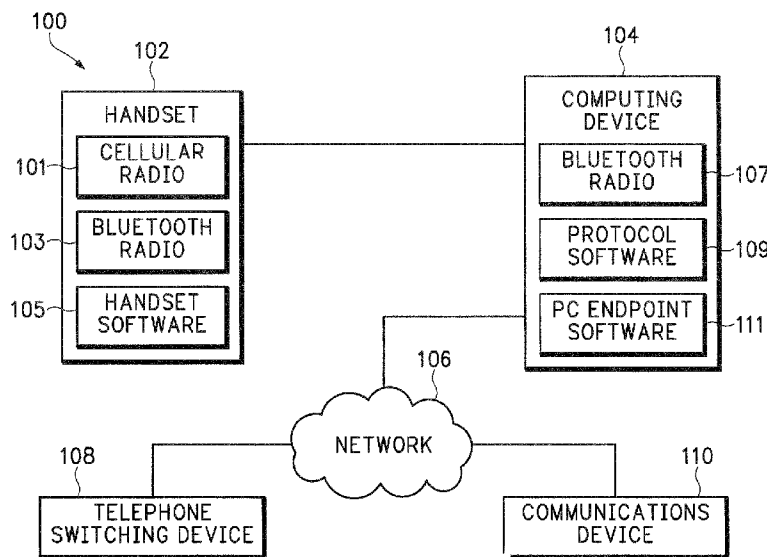 100
102
104
HANDSET
COMPUTING
DEVICE
101
CELLULAR
RADIO
BLUETOOTH
RADIO
107
103
BLUETOOTH
RADIO
PROTOCOL
SOFTWARE
109
105
HANDSET
SOFTWARE
PC ENDPOINT
SOFTWARE
111
106
NETWORK
108
110
TELEPHONE
SWITCHING DEVICE
COMMUNICATIONS
DEVICE